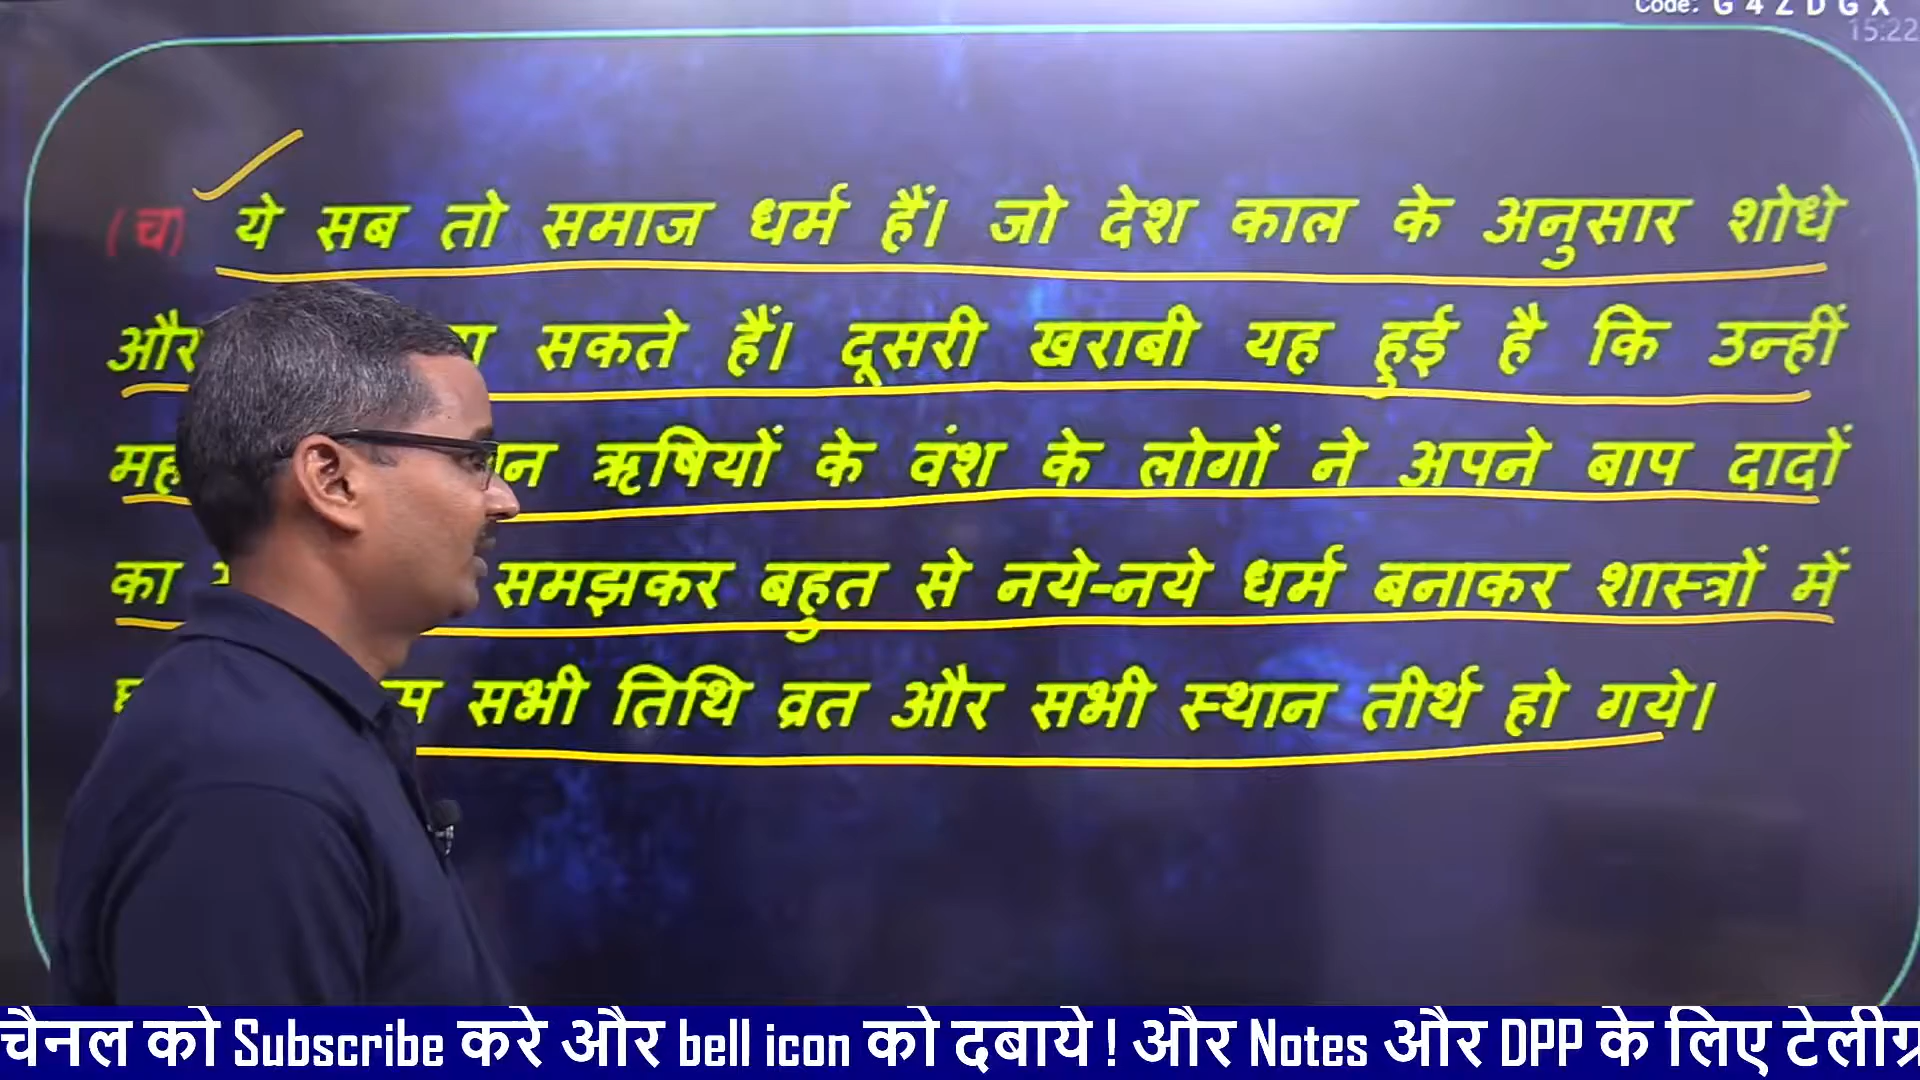 Code: G 4 Z D G X
15:22
(च) ये सब तो समाज धर्म हैं। जो देश काल के अनुसार शोधे
और सकते हैं। दूसरी खराबी यह हुई है कि उन्हीं
ऋषियों के वंश के लोगों ने अपने बाप दादों
का समझकर बहुत से नये-नये धर्म बनाकर शास्त्रों में
सभी तिथि व्रत और सभी स्थान तीर्थ हो गये।
चैनल को Subscribe करे और bell icon को दबाये ! और Notes और DPP के लिए